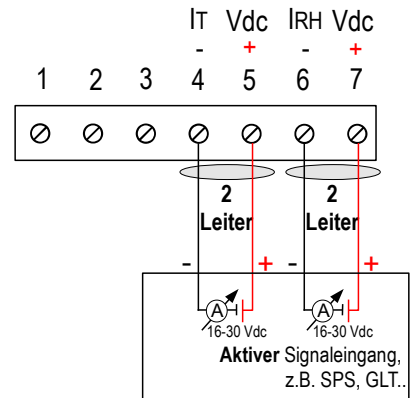 IT Vdc IRH Vdc
- + - +
1 2 3 4 5 6 7
2 2
Leiter Leiter
- + - +
A A
16-30 Vdc 16-30 Vdc
Aktiver Signaleingang,
z.B. SPS, GLT..